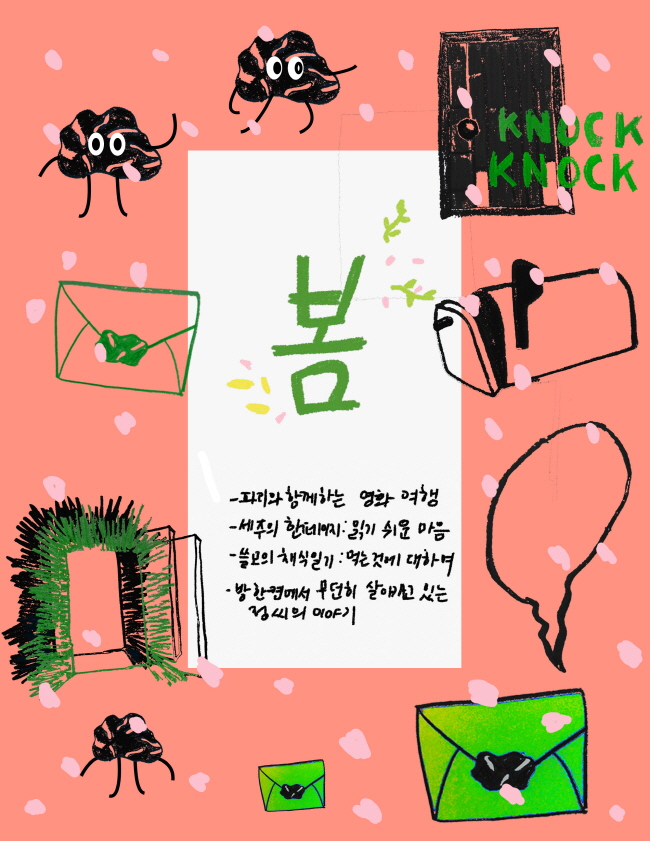 KNOCK
KNOCK
봄
- 파리와 함께하는 영화 여행
- 세주의 한페이지: 읽기 쉬운 마음
- 쓸모의 채식일기: 먹는것에 대하여
- 방 한켠에서 무던히 살아내고 있는
정씨의 이야기